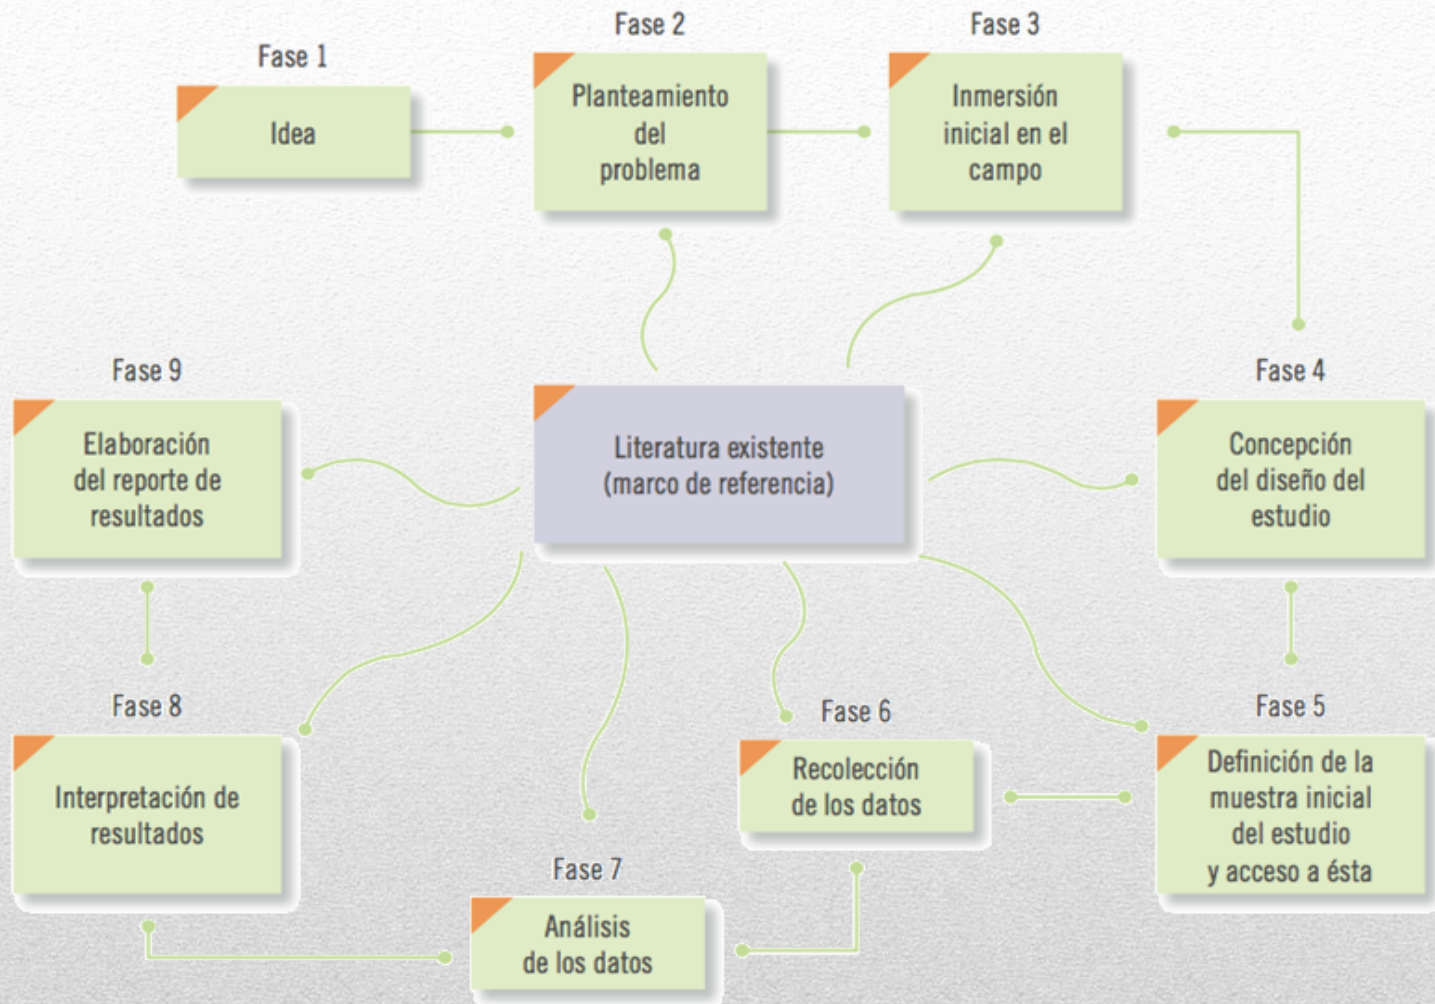 Fase 1
Idea
Fase 2
Planteamiento
del
problema
Fase 3
Inmersión
inicial en el
campo
Fase 4
Concepción
del diseño del
estudio
Fase 5
Definición de la
muestra inicial
del estudio
y acceso a ésta
Fase 6
Recolección
de los datos
Fase 7
Análisis
de los datos
Fase 8
Interpretación de
resultados
Fase 9
Elaboración
del reporte de
resultados
Literatura existente
(marco de referencia)